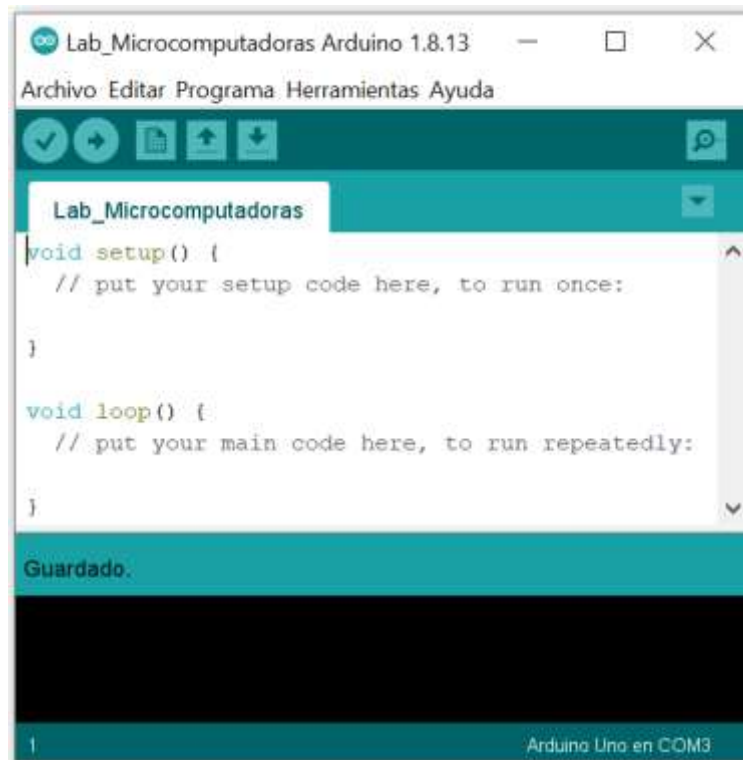 Lab_Microcomputadoras Arduino 1.8.13
Archivo Editar Programa Herramientas Ayuda
Lab_Microcomputadoras
void setup() {
  // put your setup code here, to run once:
}
void loop() {
  // put your main code here, to run repeatedly:
}
Guardado.
1 Arduino Uno en COM3